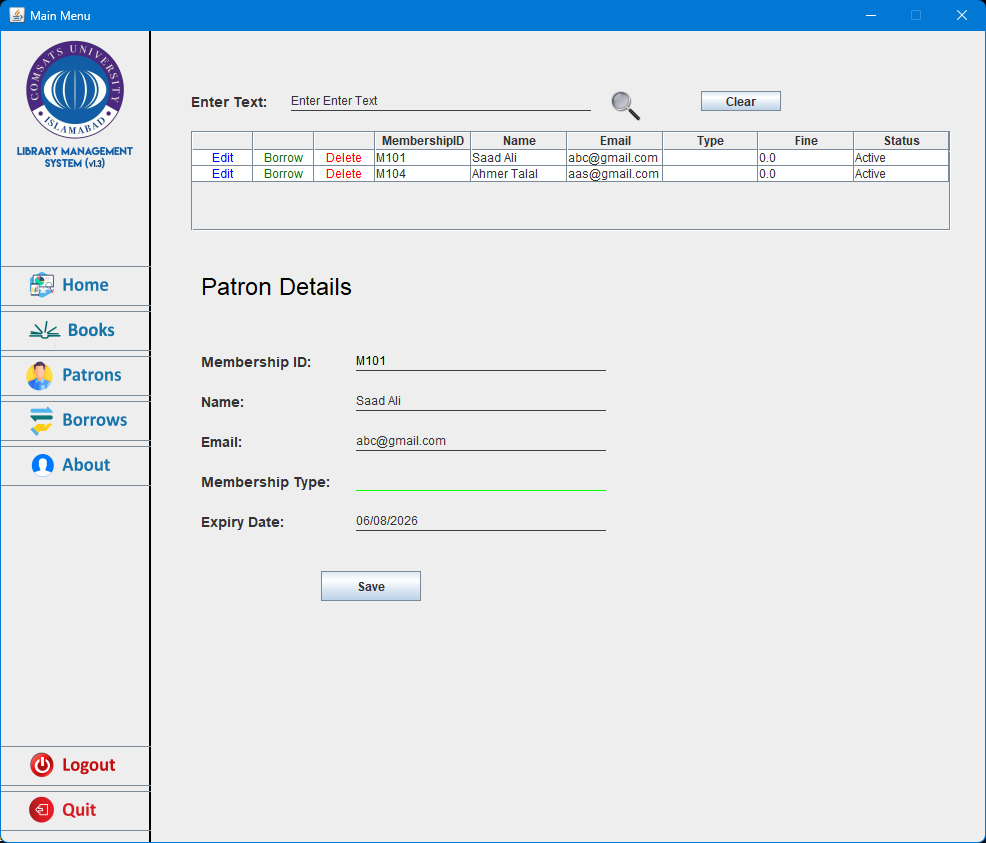 Main Menu
COMSATS UNIVERSITY
ISLAMABAD
LIBRARY MANAGEMENT
SYSTEM (v1.3)
Home
Books
Patrons
Borrows
About
Logout
Quit
Enter Text: Enter Enter Text Clear
MembershipID Name Email Type Fine Status
Edit Borrow Delete M101 Saad Ali abc@gmail.com 0.0 Active
Edit Borrow Delete M104 Ahmer Talal aas@gmail.com 0.0 Active
Patron Details
Membership ID: M101
Name: Saad Ali
Email: abc@gmail.com
Membership Type:
Expiry Date: 06/08/2026
Save